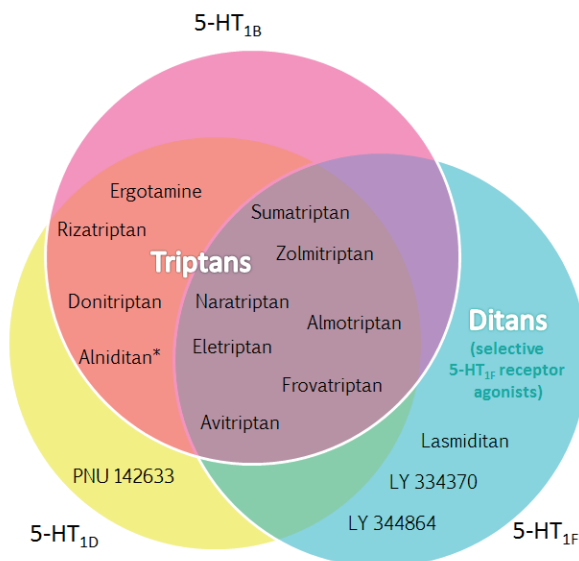 5-HT1B
Ergotamine
Sumatriptan
Rizatriptan
Zolmitriptan
Triptans
Donitriptan
Naratriptan
Almotriptan
Ditans
(selective
5-HT1F receptor
agonists)
Alniditan*
Eletriptan
Frovatriptan
Avitriptan
Lasmiditan
PNU 142633
LY 334370
LY 344864
5-HT1D
5-HT1F